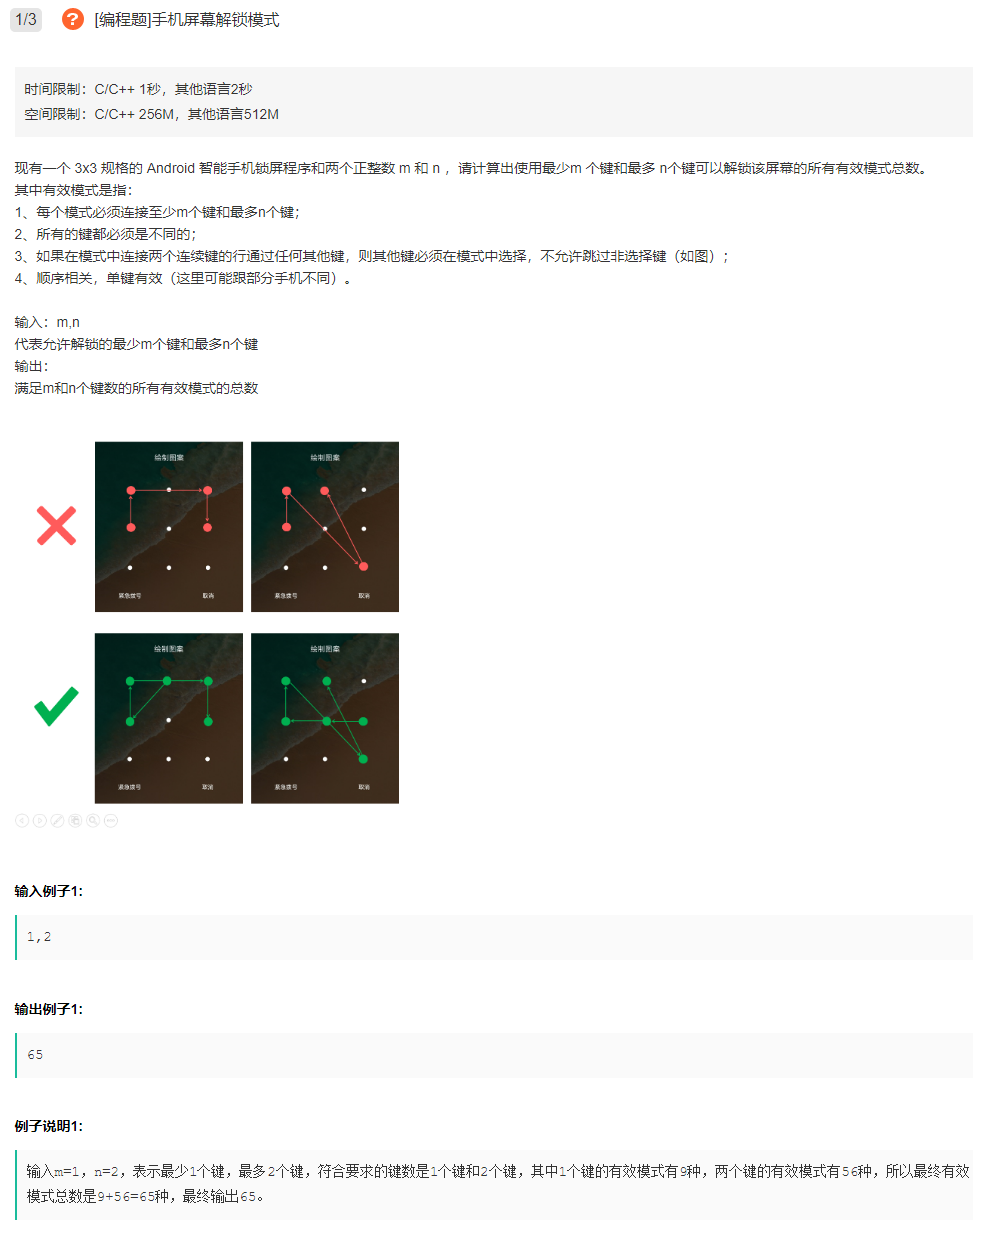 1/3 ? [编程题]手机屏幕解锁模式
时间限制：C/C++ 1秒，其他语言2秒
空间限制：C/C++ 256M，其他语言512M
现有一个 3x3 规格的 Android 智能手机锁屏程序和两个正整数 m 和 n ，请计算出使用最少m 个键和最多 n个键可以解锁该屏幕的所有有效模式总数。
其中有效模式是指：
1、每个模式必须连接至少m个键和最多n个键；
2、所有的键都必须是不同的；
3、如果在模式中连接两个连续键的行通过任何其他键，则其他键必须在模式中选择，不允许跳过非选择键（如图）；
4、顺序相关，单键有效（这里可能跟部分手机不同）。
输入：m,n
代表允许解锁的最少m个键和最多n个键
输出：
满足m和n个键数的所有有效模式的总数
绘制图案 绘制图案
紧急拨号 取消 紧急拨号 取消
绘制图案 绘制图案
紧急拨号 取消 紧急拨号 取消
输入例子1:
1,2
输出例子1:
65
例子说明1:
输入m=1，n=2，表示最少1个键，最多2个键，符合要求的键数是1个键和2个键，其中1个键的有效模式有9种，两个键的有效模式有56种，所以最终有效
模式总数是9+56=65种，最终输出65。